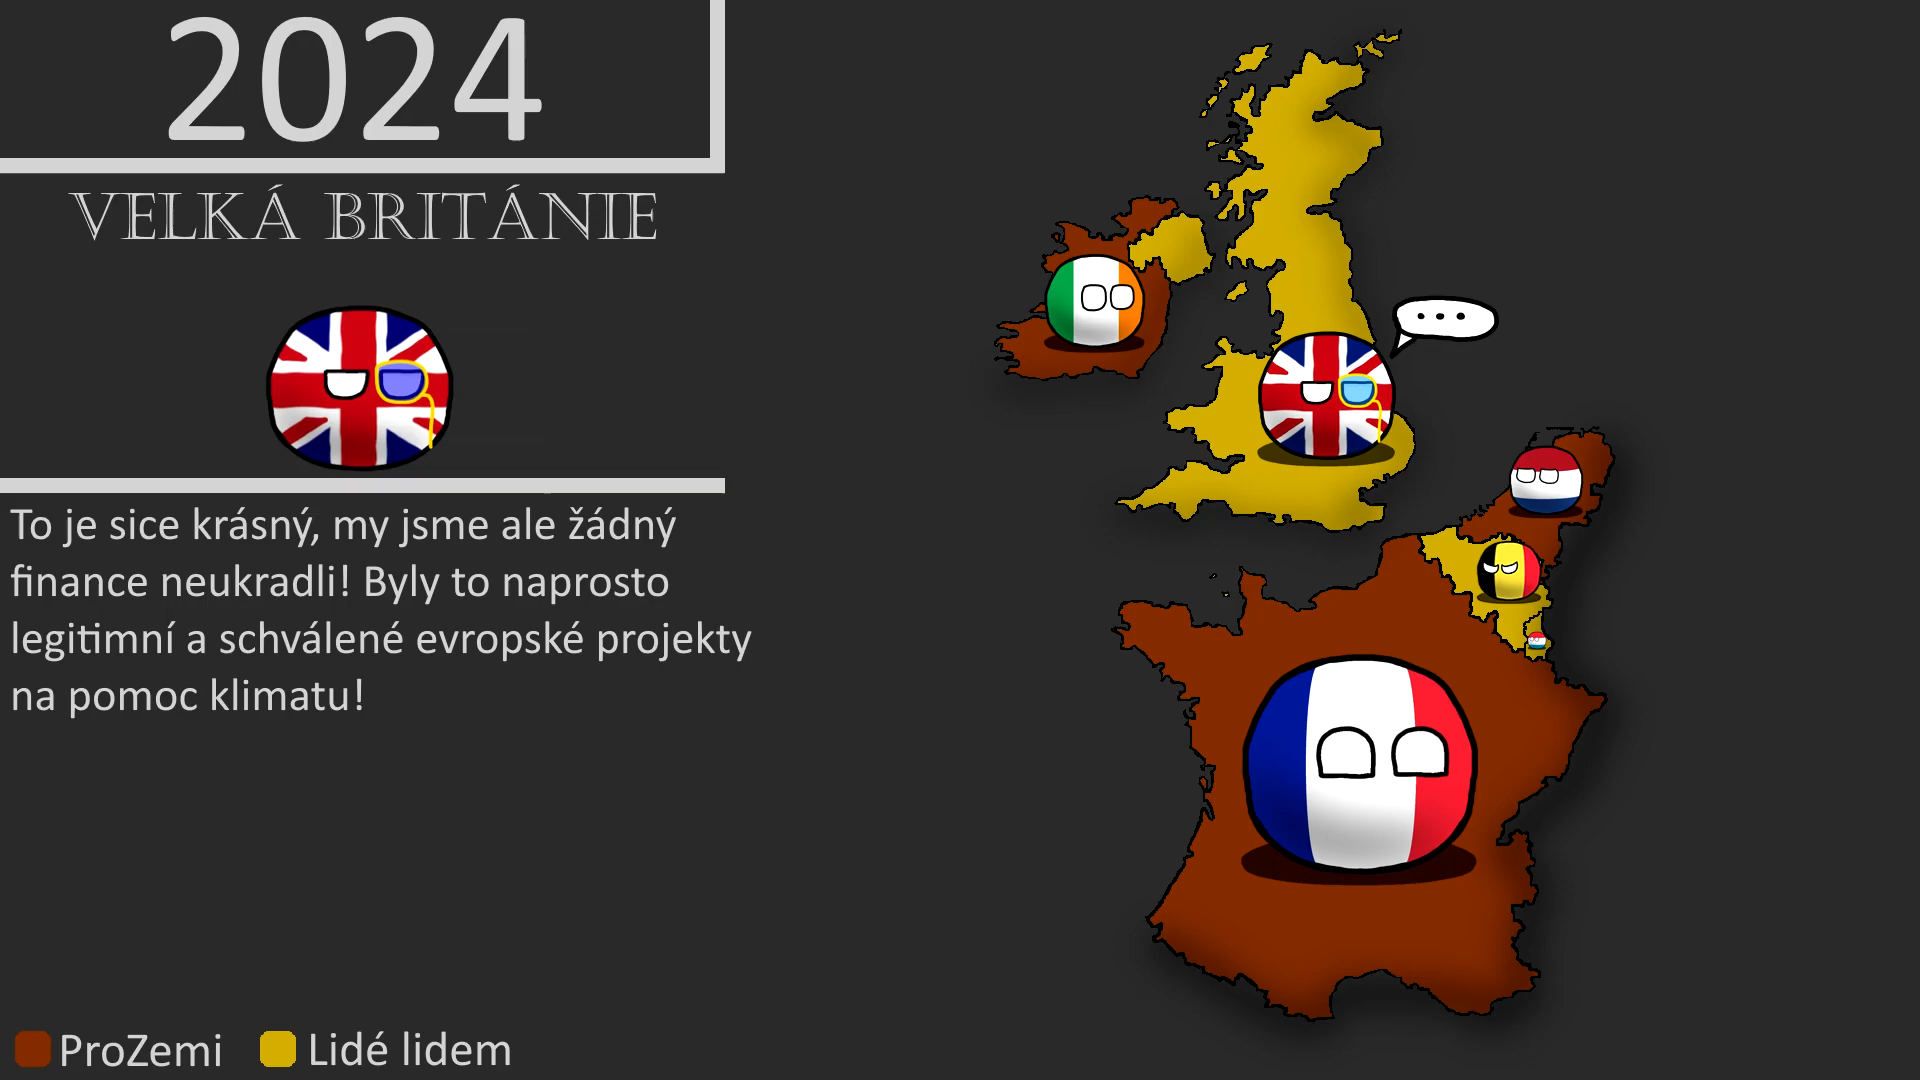 2024
VELKÁ BRITÁNIE
To je sice krásný, my jsme ale žádný
finance neukradli! Byly to naprosto
legitimní a schválené evropské projekty
na pomoc klimatu!
...
ProZemi
Lidé lidem